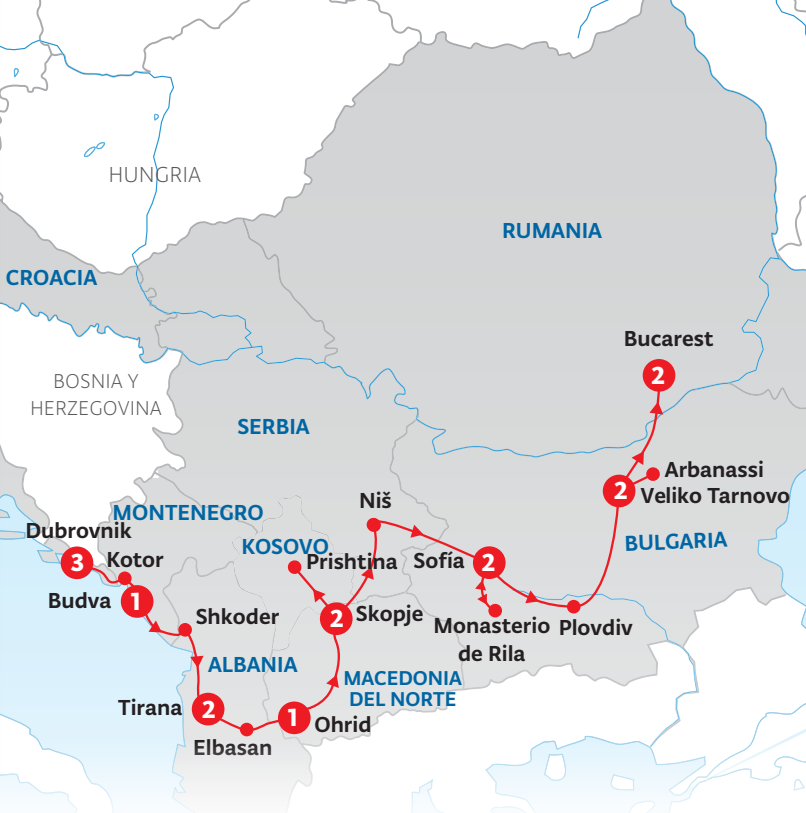 HUNGRIA
RUMANIA
CROACIA
Bucarest
2
BOSNIA Y
HERZEGOVINA
SERBIA
Arbanassi
2
Veliko Tarnovo
Niš
MONTENEGRO
Dubrovnik
3
BULGARIA
KOSOVO
Kotor
Prishtina
Sofía
2
Budva
1
Shkoder
2
Skopje
Monasterio
de Rila
Plovdiv
ALBANIA
MACEDONIA
DEL NORTE
Tirana
2
1
Ohrid
Elbasan